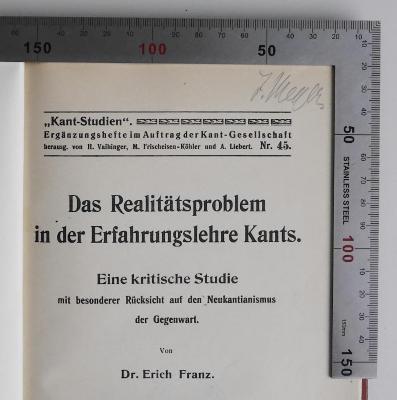 150 100 50
J. Meyer
50
STAINLESS STEEL
100
150
„Kant-Studien“.
Ergänzungshefte im Auftrag der Kant-Gesellschaft
herausg. von H. Vaihinger, M. Frischeisen-Köhler und A. Liebert. Nr. 45.
Das Realitätsproblem
in der Erfahrungslehre Kants.
Eine kritische Studie
mit besonderer Rücksicht auf den Neukantianismus
der Gegenwart.
Von
Dr. Erich Franz.